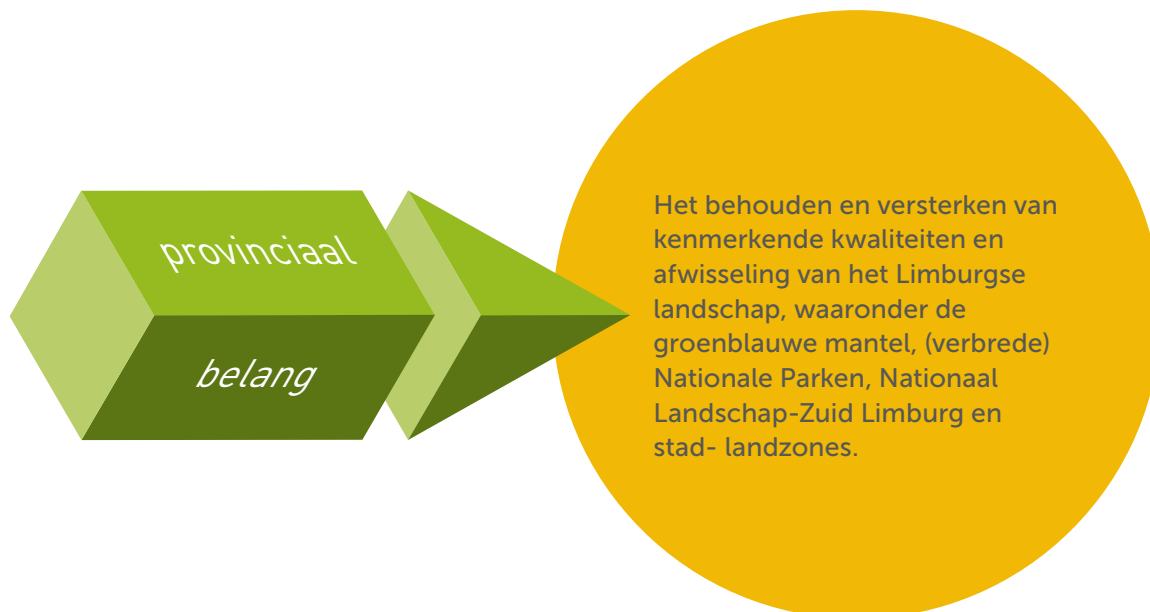 provinciaal
belang
Het behouden en versterken van
kenmerkende kwaliteiten en
afwisseling van het Limburgse
landschap, waaronder de
groenblauwe mantel, (verbrede)
Nationale Parken, Nationaal
Landschap-Zuid Limburg en
stad- landzones.